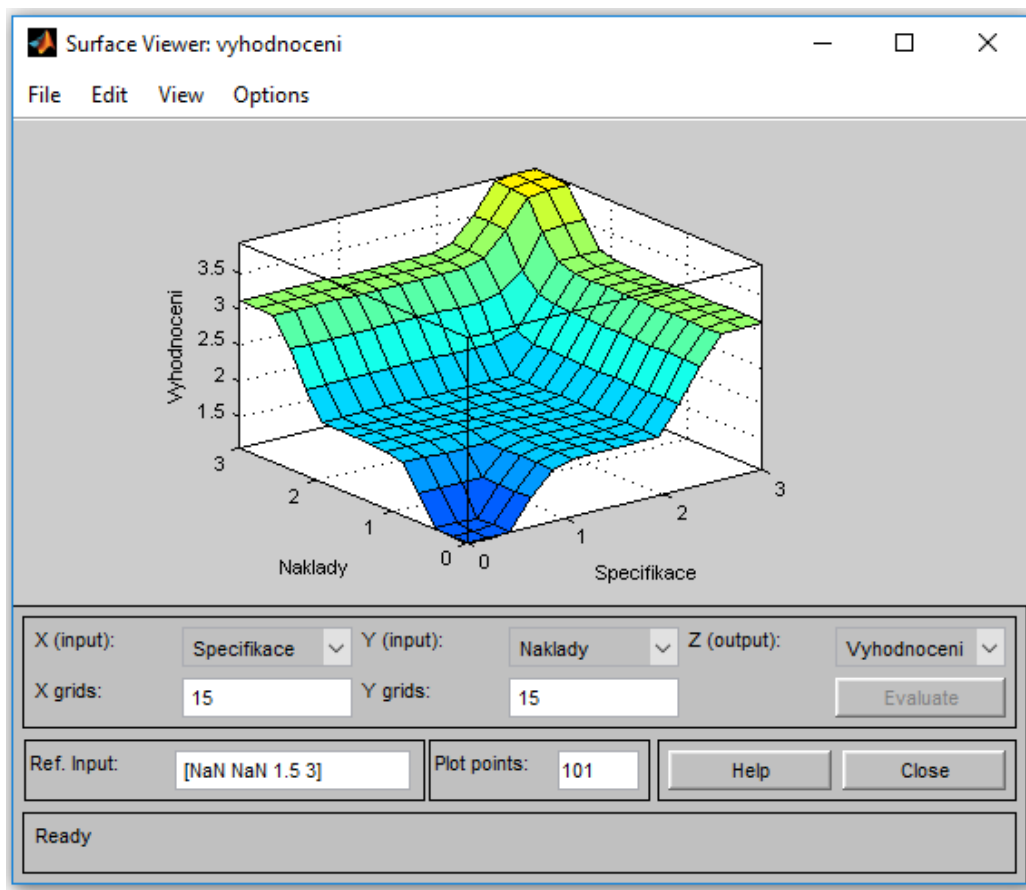 Surface Viewer: vyhodnoceni
File Edit View Options
3.5
3
2.5
2
1.5
Vyhodnoceni
3
2
1
0
Naklady
0
1
2
3
Specifikace
X (input): Specifikace Y (input): Naklady Z (output): Vyhodnoceni
X grids: 15 Y grids: 15 Evaluate
Ref. Input: [NaN NaN 1.5 3] Plot points: 101 Help Close
Ready